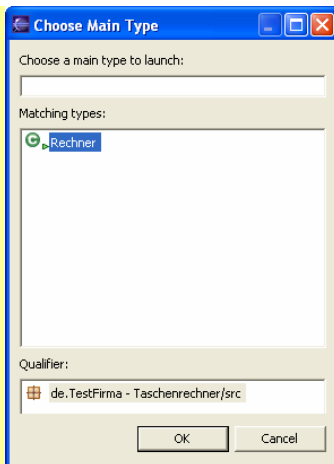 Choose Main Type
Choose a main type to launch:
Matching types:
Rechner
Qualifier:
de.TestFirma - Taschenrechner/src
OK Cancel